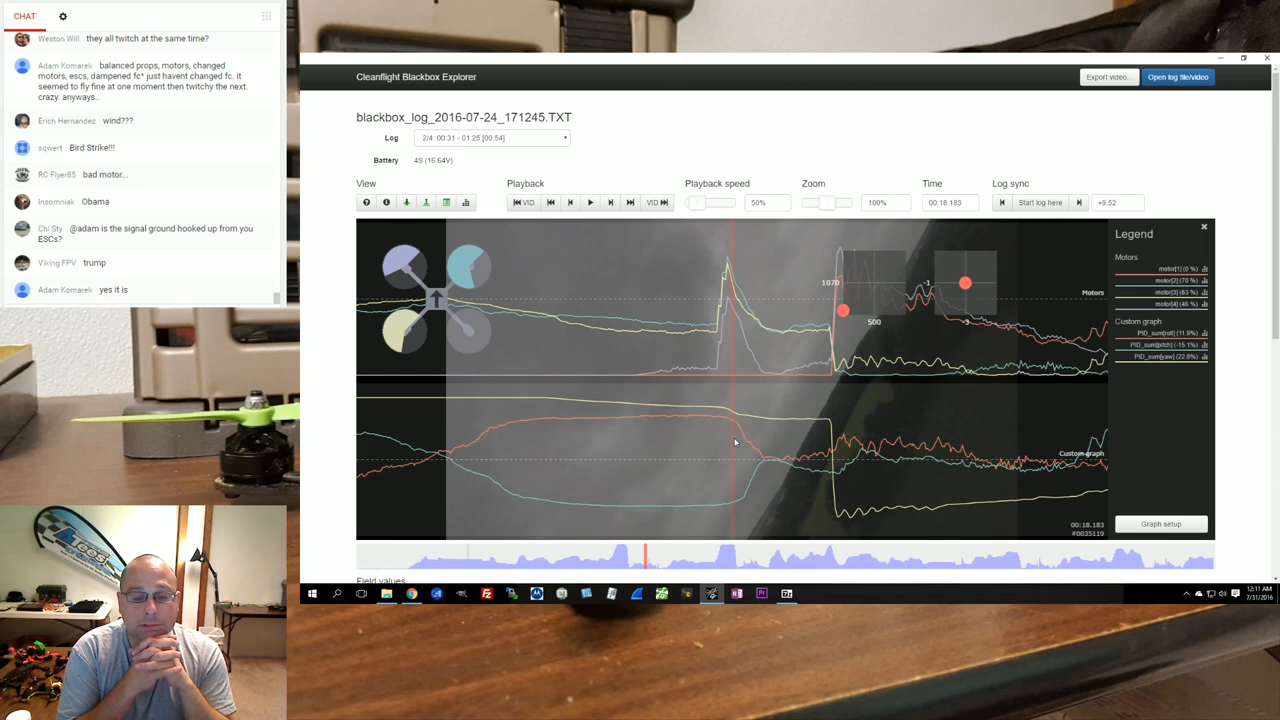 CHAT
Weston Will they all twitch at the same time?
Adam Komarek balanced props, motors, changed
motors, escs, dampened fc* just havent changed fc. it
seemed to fly fine at one moment then twitchy the next.
crazy. anyways..
Erich Hernandez wind???
sqwert Bird Strike!!!
RC Flyer85 bad motor...
Insomniak Obama
Chi Sty @adam is the signal ground hooked up from you
ESCs?
Viking FPV trump
Adam Komarek yes it is
4Tees
Cleanflight Blackbox Explorer
Export video...
Open log file/video
blackbox_log_2016-07-24_171245.TXT
Log 2/4: 00:31 - 01:25 [00:54]
Battery 4S (16.64V)
View
Playback
Playback speed
Zoom
Time
Log sync
VID
VID
50%
100%
00:18.183
Start log here
+9.52
1070
500
-1
-3
Motors
Custom graph
00:18.183
#0035119
Legend
Motors
motor[1] (0 %)
motor[2] (70 %)
motor[3] (63 %)
motor[4] (46 %)
Custom graph
PID_sum[roll] (11.9%)
PID_sum[pitch] (-15.1%)
PID_sum[yaw] (22.8%)
Graph setup
Field values
12:11 AM
7/31/2016